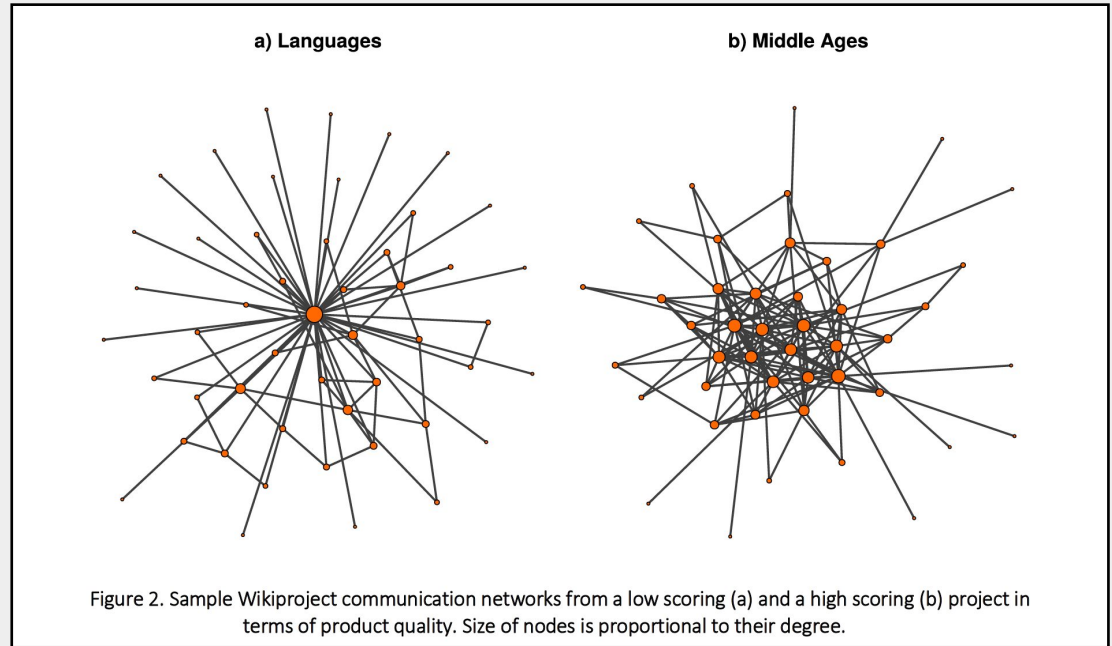 a) Languages
b) Middle Ages
Figure 2. Sample Wikiproject communication networks from a low scoring (a) and a high scoring (b) project in
terms of product quality. Size of nodes is proportional to their degree.